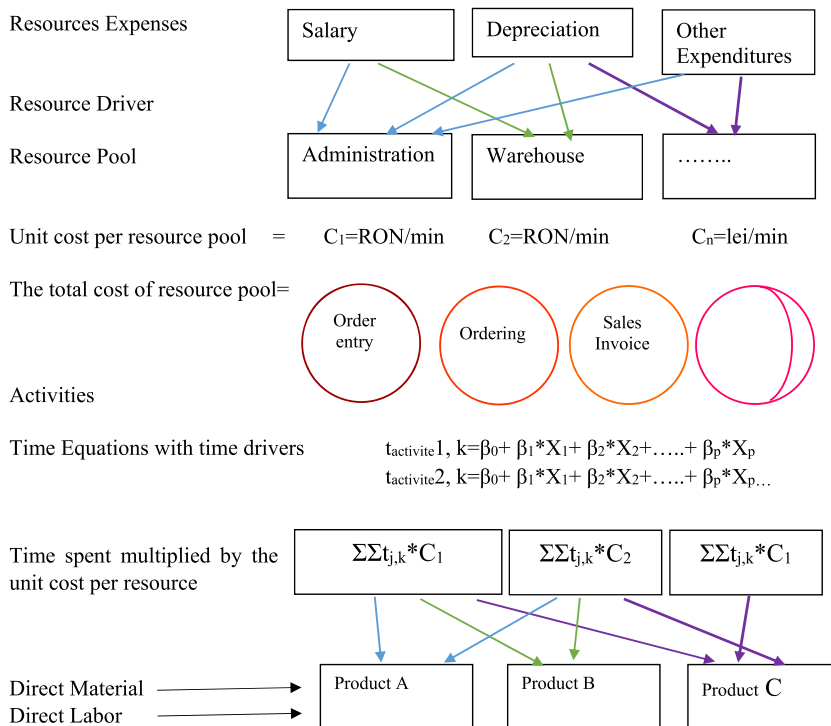 Resources Expenses
Salary
Depreciation
Other
Expenditures
Resource Driver
Resource Pool
Administration
Warehouse
……..
Unit cost per resource pool =
C₁=RON/min
C₂=RON/min
Cₙ=lei/min
The total cost of resource pool=
Order
entry
Ordering
Sales
Invoice
Activities
Time Equations with time drivers
tactivite1, k=β₀+ β₁*X₁+ β₂*X₂+…..+ βₚ*Xₚ
tactivite2, k=β₀+ β₁*X₁+ β₂*X₂+…..+ βₚ*Xₚ…
Time spent multiplied by the
unit cost per resource
ΣΣtj,k*C₁
ΣΣtj,k*C₂
ΣΣtj,k*C₁
Direct Material
Direct Labor
Product A
Product B
Product C